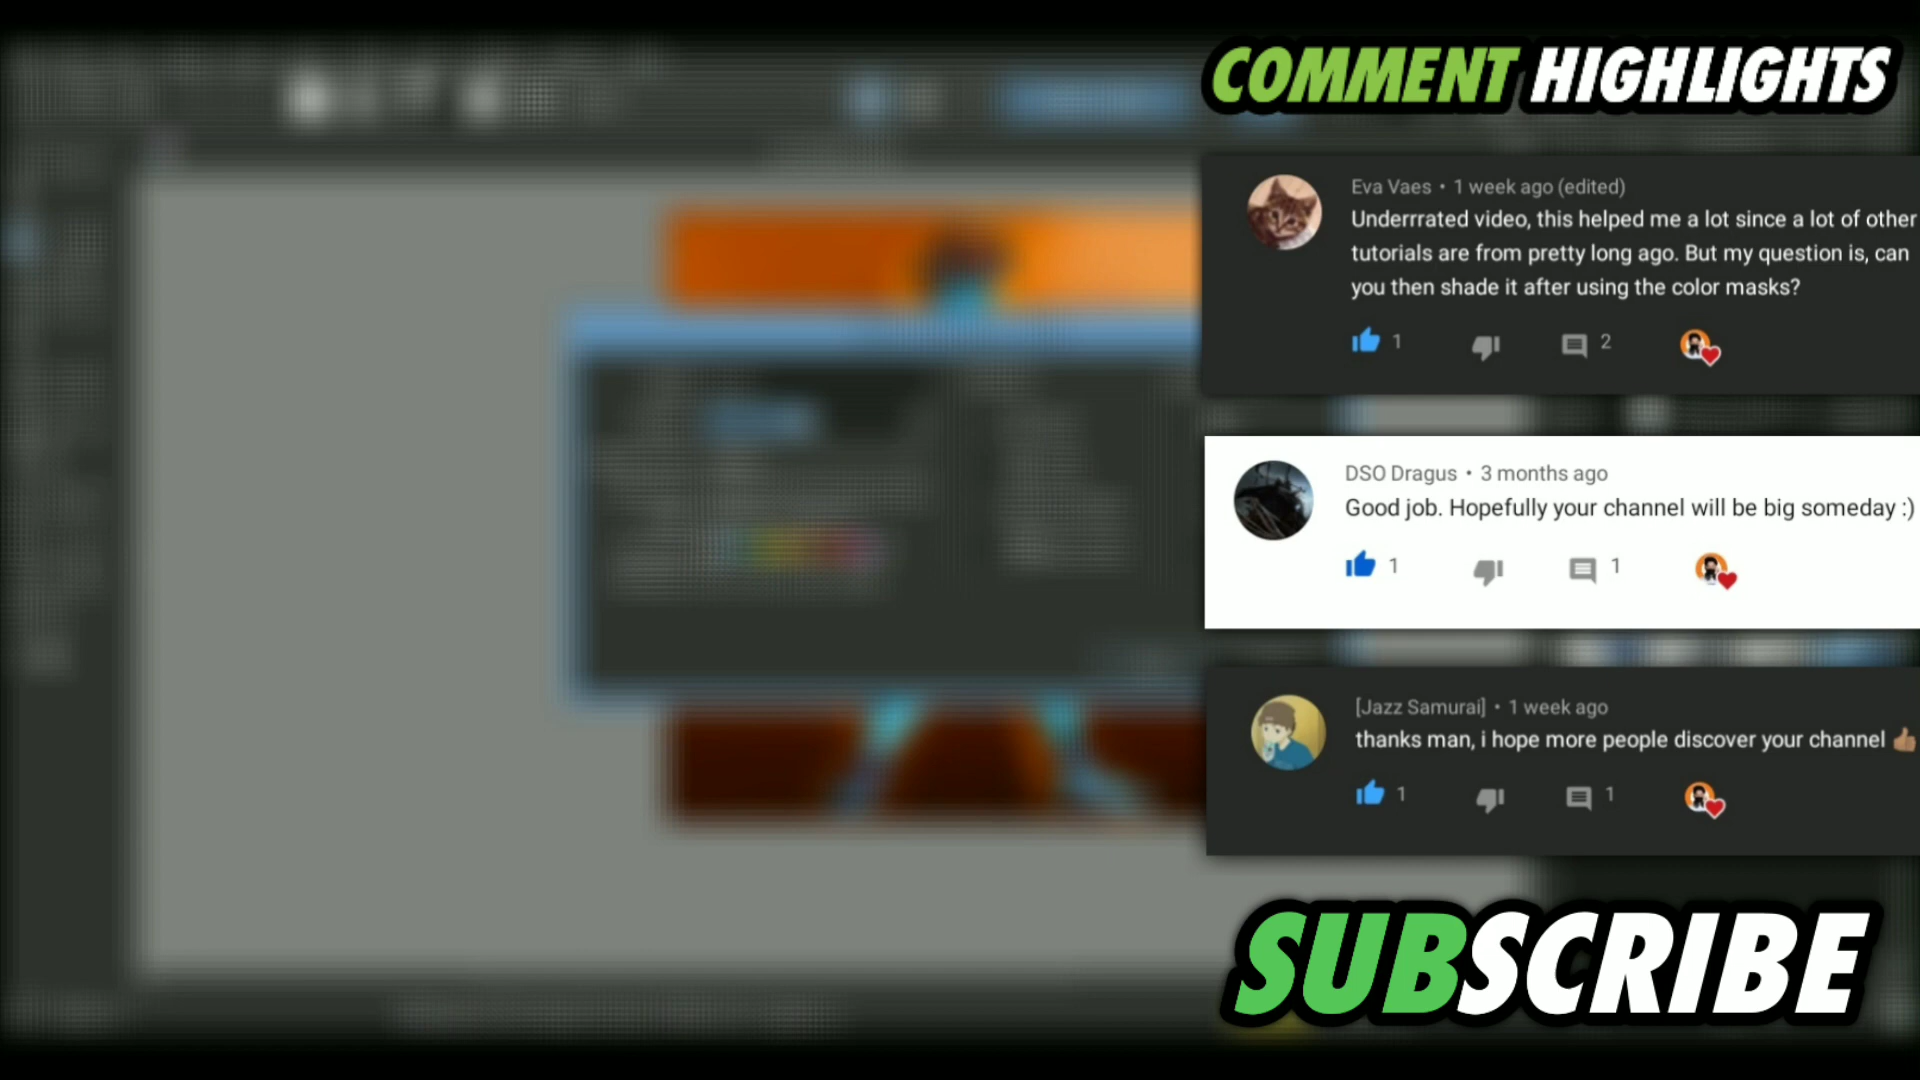 COMMENT HIGHLIGHTS
Eva Vaes • 1 week ago (edited)
Underrrated video, this helped me a lot since a lot of other
tutorials are from pretty long ago. But my question is, can
you then shade it after using the color masks?
1 2
DSO Dragus • 3 months ago
Good job. Hopefully your channel will be big someday :)
1 1
[Jazz Samurai] • 1 week ago
thanks man, i hope more people discover your channel 👍🏽
1 1
SUBSCRIBE